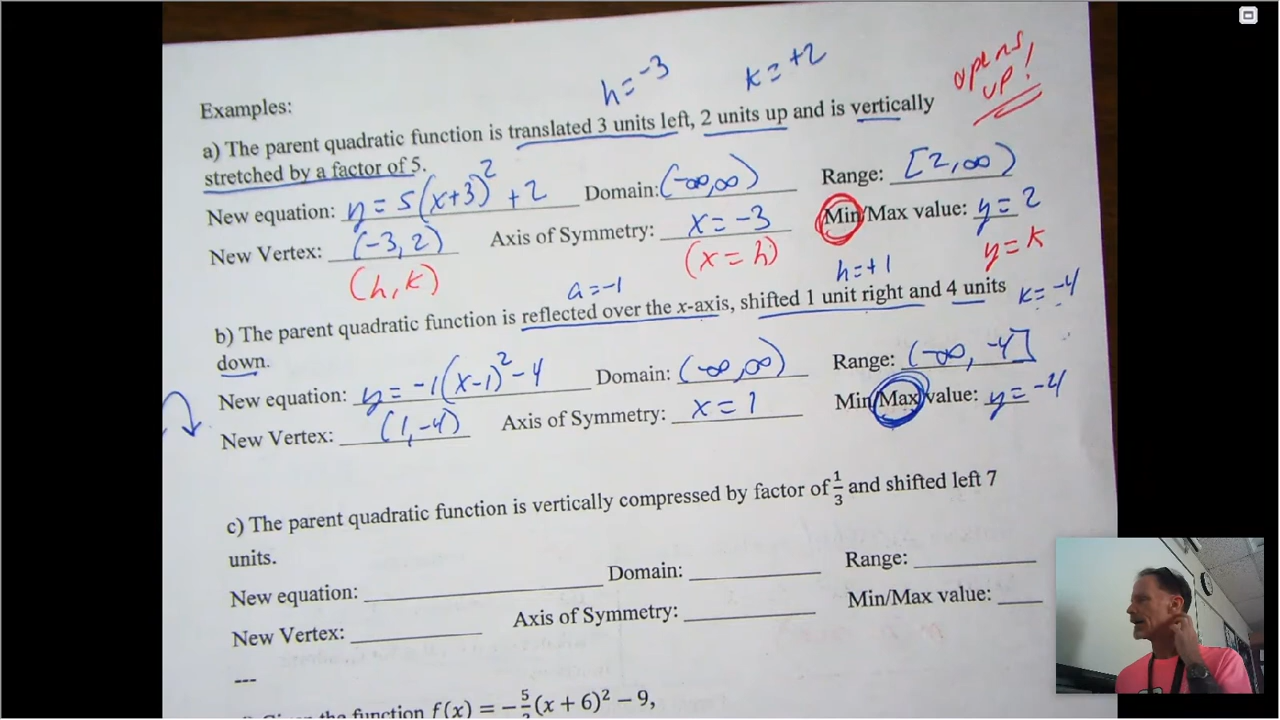 h = -3 k = +2 opens up!
Examples:
a) The parent quadratic function is translated 3 units left, 2 units up and is vertically
stretched by a factor of 5.
New equation: y = 5(x+3)² + 2 Domain: (-∞, ∞) Range: [2, ∞)
New Vertex: (-3, 2) Axis of Symmetry: x = -3 Min/Max value: y = 2
(h, k) (x = h) y = k
a = -1 h = +1
b) The parent quadratic function is reflected over the x-axis, shifted 1 unit right and 4 units k = -4
down.
New equation: y = -1(x-1)² - 4 Domain: (-∞, ∞) Range: (-∞, -4]
New Vertex: (1, -4) Axis of Symmetry: x = 1 Min/Max value: y = -4
c) The parent quadratic function is vertically compressed by factor of 1/3 and shifted left 7
units.
New equation: Domain: Range:
New Vertex: Axis of Symmetry: Min/Max value:
---
the function f(x) = -5/ (x + 6)² − 9,